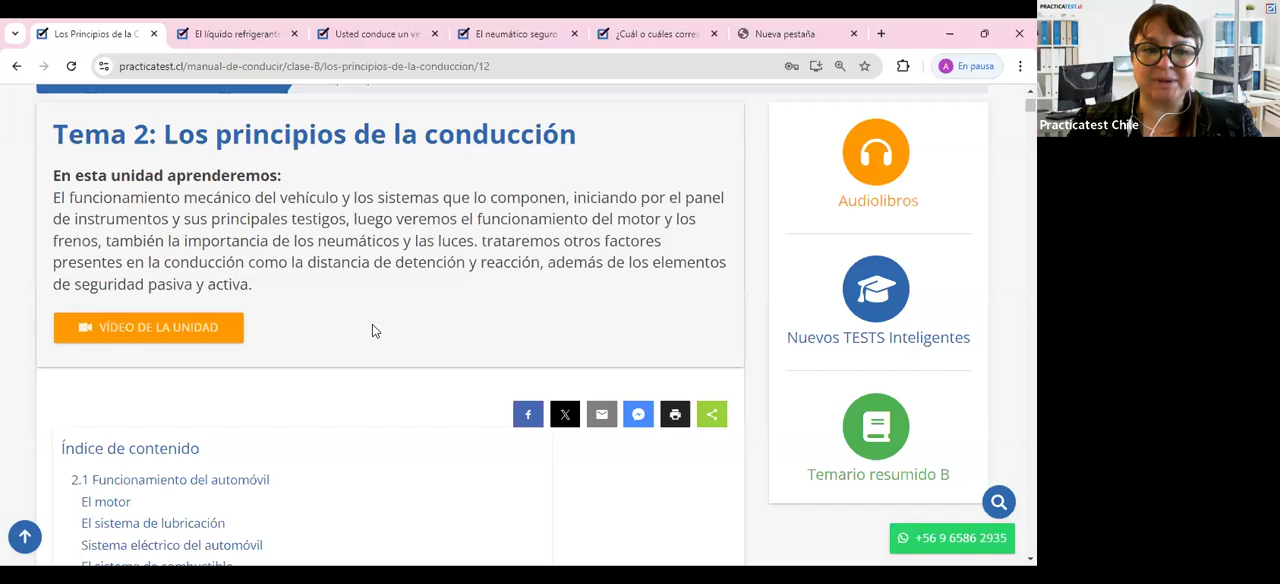 Los Principios de la C
El líquido refrigerante
Usted conduce un ve
El neumático seguro
¿Cuál o cuáles corres
Nueva pestaña
practicatest.cl/manual-de-conducir/clase-B/los-principios-de-la-conduccion/12
A
En pausa
PRACTICATEST.cl
Practicatest Chile
Tema 2: Los principios de la conducción
En esta unidad aprenderemos:
El funcionamiento mecánico del vehículo y los sistemas que lo componen, iniciando por el panel
de instrumentos y sus principales testigos, luego veremos el funcionamiento del motor y los
frenos, también la importancia de los neumáticos y las luces. trataremos otros factores
presentes en la conducción como la distancia de detención y reacción, además de los elementos
de seguridad pasiva y activa.
VÍDEO DE LA UNIDAD
Índice de contenido
2.1 Funcionamiento del automóvil
El motor
El sistema de lubricación
Sistema eléctrico del automóvil
El sistema de combustible
Audiolibros
Nuevos TESTS Inteligentes
Temario resumido B
+56 9 6586 2935